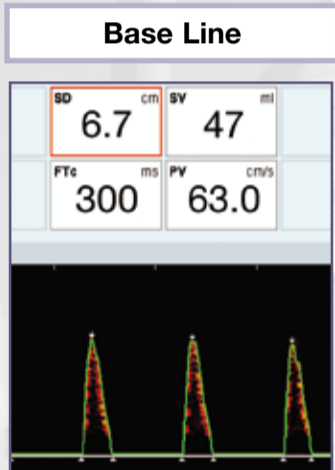 Base Line
SD cm SV ml
6.7 47
FTc ms PV cm/s
300 63.0